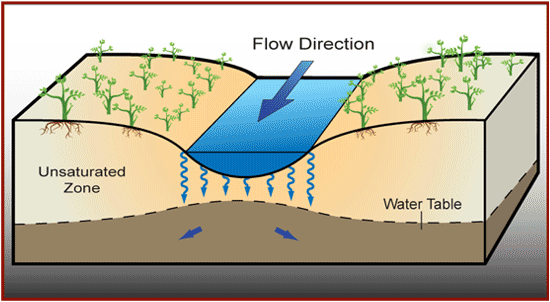 Flow Direction
Unsaturated
Zone
Water Table